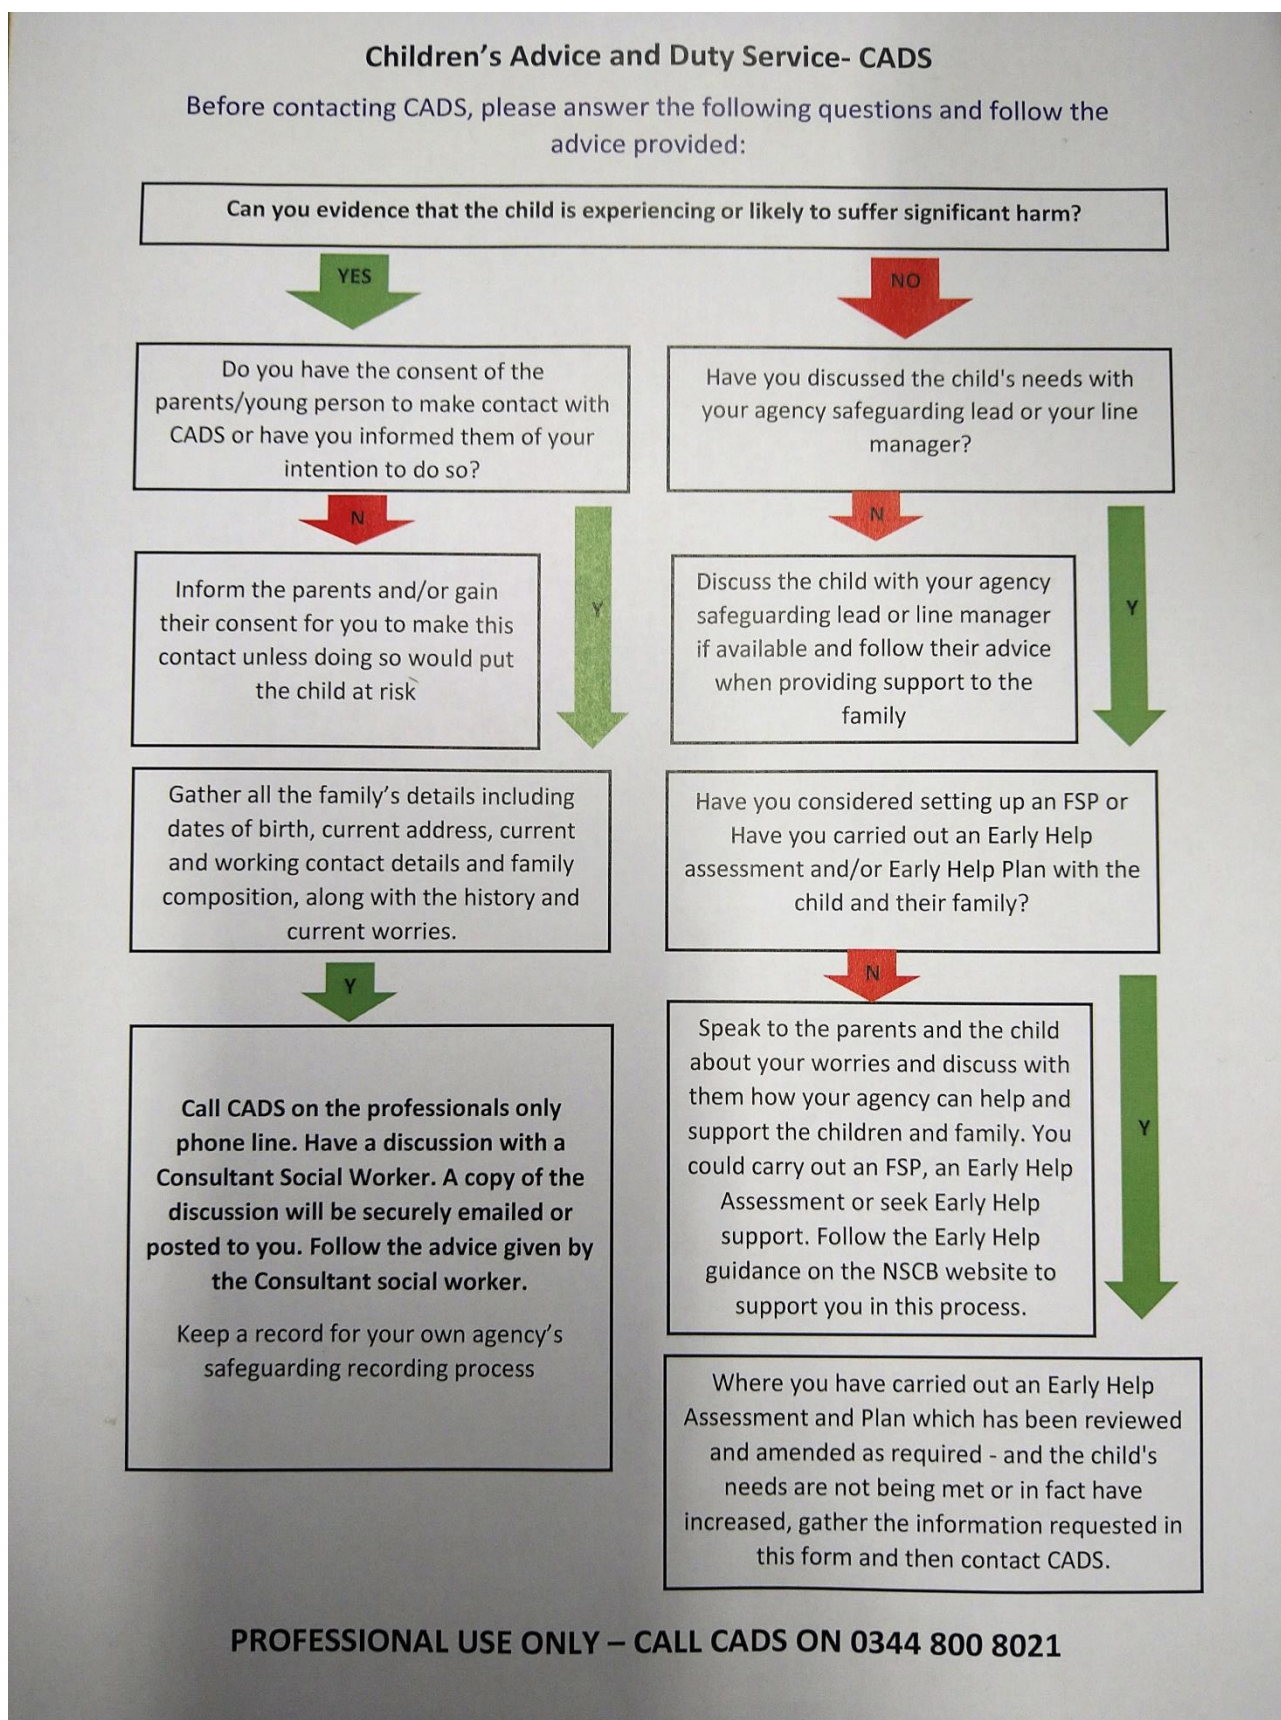 Children's Advice and Duty Service- CADS
Before contacting CADS, please answer the following questions and follow the
advice provided:
Can you evidence that the child is experiencing or likely to suffer significant harm?
YES
NO
Do you have the consent of the
parents/young person to make contact with
CADS or have you informed them of your
intention to do so?
Have you discussed the child's needs with
your agency safeguarding lead or your line
manager?
N
Y
N
Y
Inform the parents and/or gain
their consent for you to make this
contact unless doing so would put
the child at risk
Discuss the child with your agency
safeguarding lead or line manager
if available and follow their advice
when providing support to the
family
Gather all the family's details including
dates of birth, current address, current
and working contact details and family
composition, along with the history and
current worries.
Have you considered setting up an FSP or
Have you carried out an Early Help
assessment and/or Early Help Plan with the
child and their family?
Y
N
Y
Call CADS on the professionals only
phone line. Have a discussion with a
Consultant Social Worker. A copy of the
discussion will be securely emailed or
posted to you. Follow the advice given by
the Consultant social worker.
Keep a record for your own agency's
safeguarding recording process
Speak to the parents and the child
about your worries and discuss with
them how your agency can help and
support the children and family. You
could carry out an FSP, an Early Help
Assessment or seek Early Help
support. Follow the Early Help
guidance on the NSCB website to
support you in this process.
Where you have carried out an Early Help
Assessment and Plan which has been reviewed
and amended as required - and the child's
needs are not being met or in fact have
increased, gather the information requested in
this form and then contact CADS.
PROFESSIONAL USE ONLY – CALL CADS ON 0344 800 8021